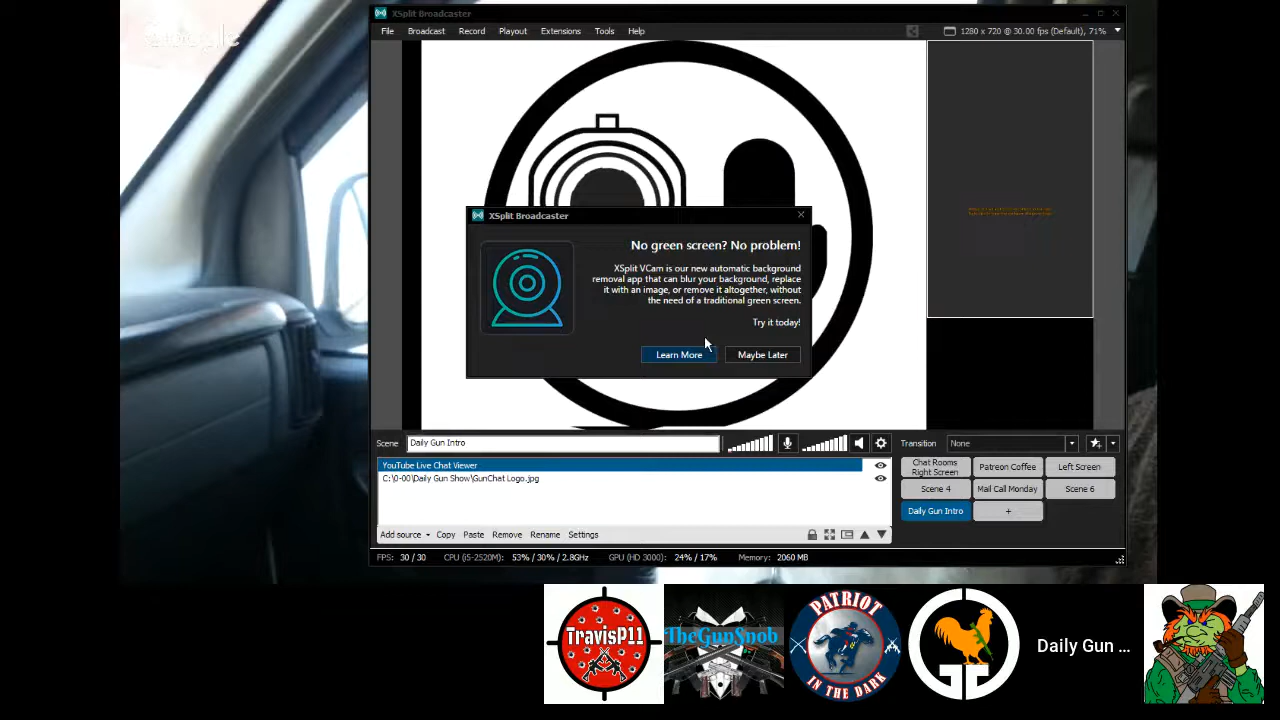 XSplit Broadcaster
File Broadcast Record Playout Extensions Tools Help
1280 x 720 @ 30.00 fps (Default), 71%
XSplit Broadcaster
No green screen? No problem!
XSplit VCam is our new automatic background
removal app that can blur your background, replace
it with an image, or remove it altogether, without
the need of a traditional green screen.
Try it today!
Learn More Maybe Later
Scene Daily Gun Intro
Transition None
YouTube Live Chat Viewer
C:\0-00\Daily Gun Show\GunChat Logo.jpg
Chat Rooms
Right Screen
Patreon Coffee
Left Screen
Scene 4
Mail Call Monday
Scene 6
Daily Gun Intro
+
Add source Copy Paste Remove Rename Settings
FPS: 30 / 30 CPU (i5-2520M): 53% / 30% / 2.8GHz GPU (HD 3000): 24% / 17% Memory: 2060 MB
TravisP11
TheGunSnob
PATRIOT
IN THE DARK
Daily Gun ...